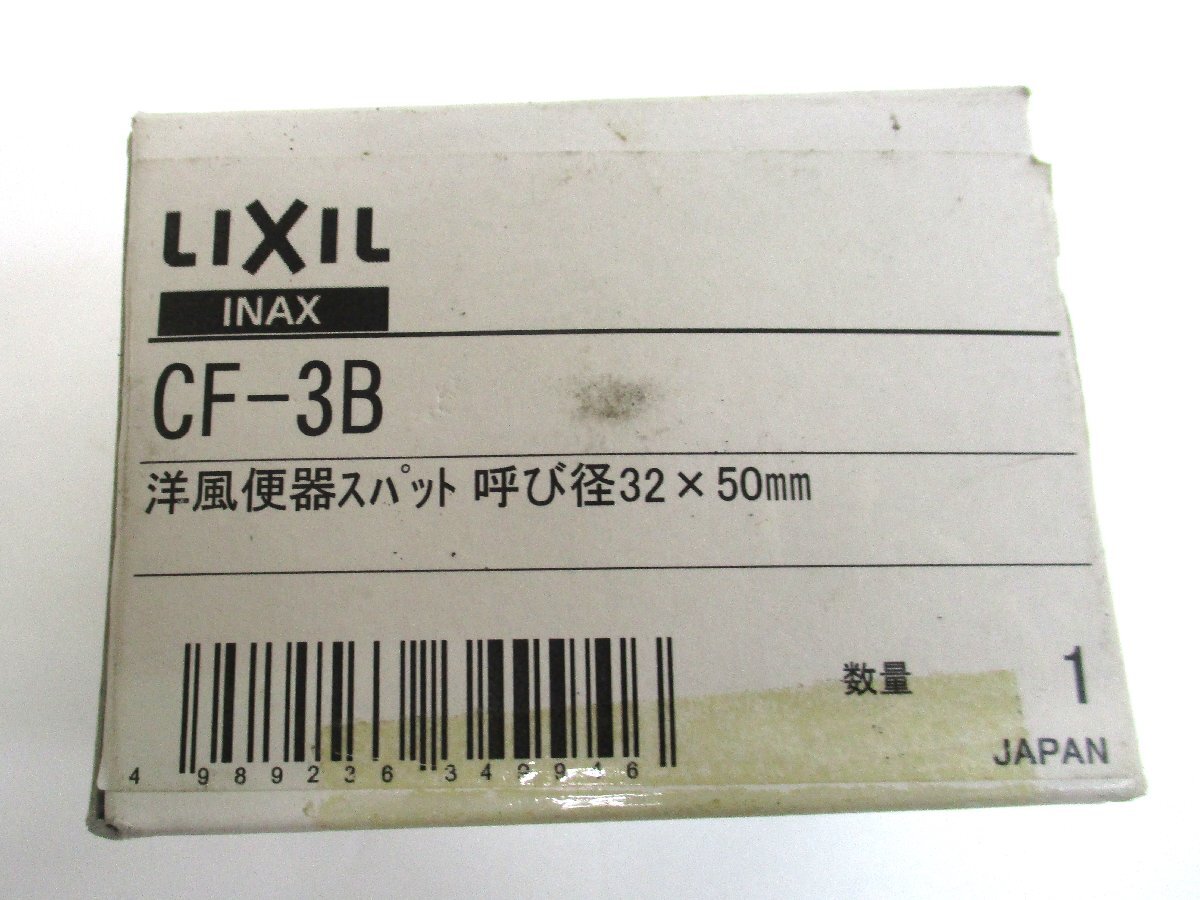 LIXIL
INAX
CF-3B
洋風便器スパット 呼び径32×50mm
数量 1
JAPAN
4 989236 349946